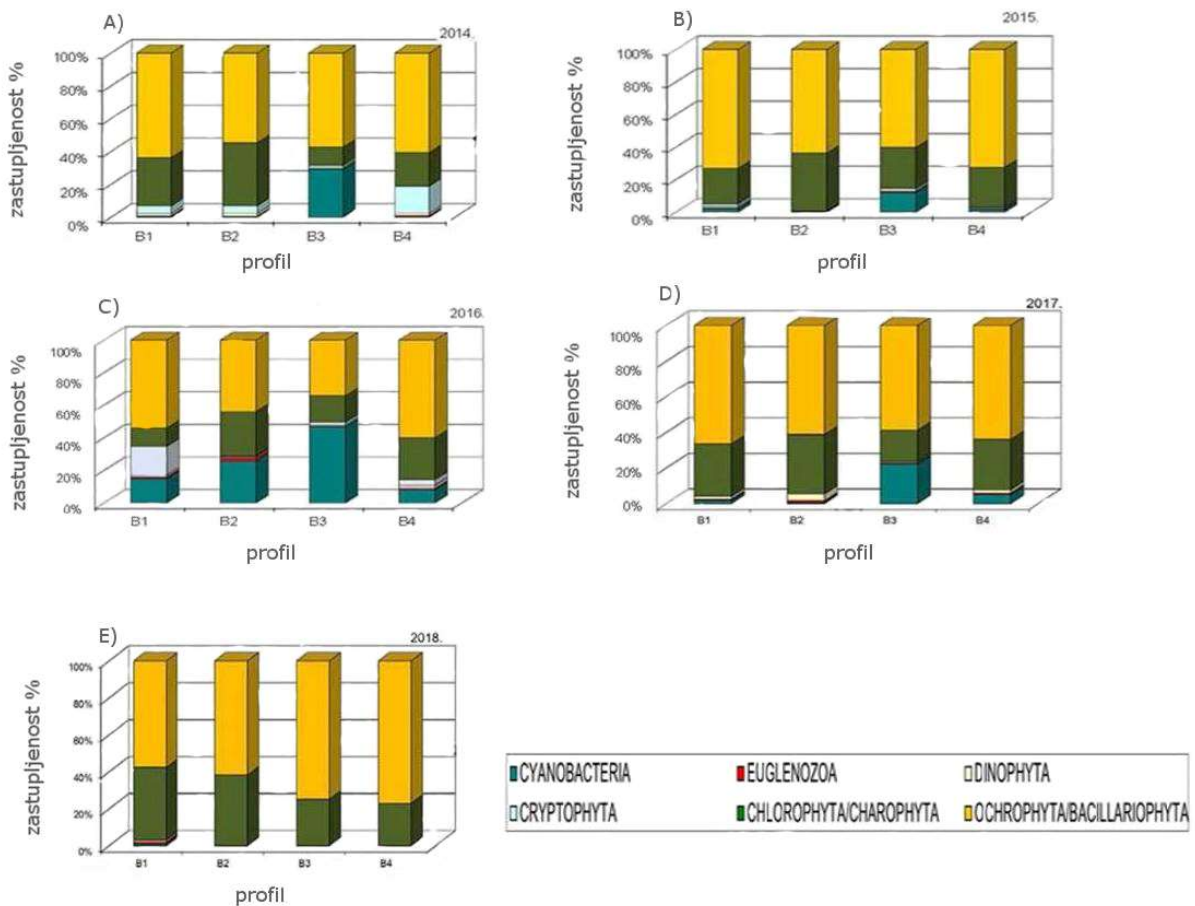 A)
2014.
zastupljenost %
100%
80%
60%
40%
20%
0%
B1 B2 B3 B4
profil
B)
2015.
zastupljenost %
100%
80%
60%
40%
20%
0%
B1 B2 B3 B4
profil
C)
2016.
zastupljenost %
100%
80%
60%
40%
20%
0%
B1 B2 B3 B4
profil
D)
2017.
zastupljenost %
100%
80%
60%
40%
20%
0%
B1 B2 B3 B4
profil
E)
2018.
zastupljenost %
100%
80%
60%
40%
20%
0%
B1 B2 B3 B4
profil
CYANOBACTERIA EUGLENOZOA DINOPHYTA
CRYPTOPHYTA CHLOROPHYTA/CHAROPHYTA OCHROPHYTA/BACILLARIOPHYTA